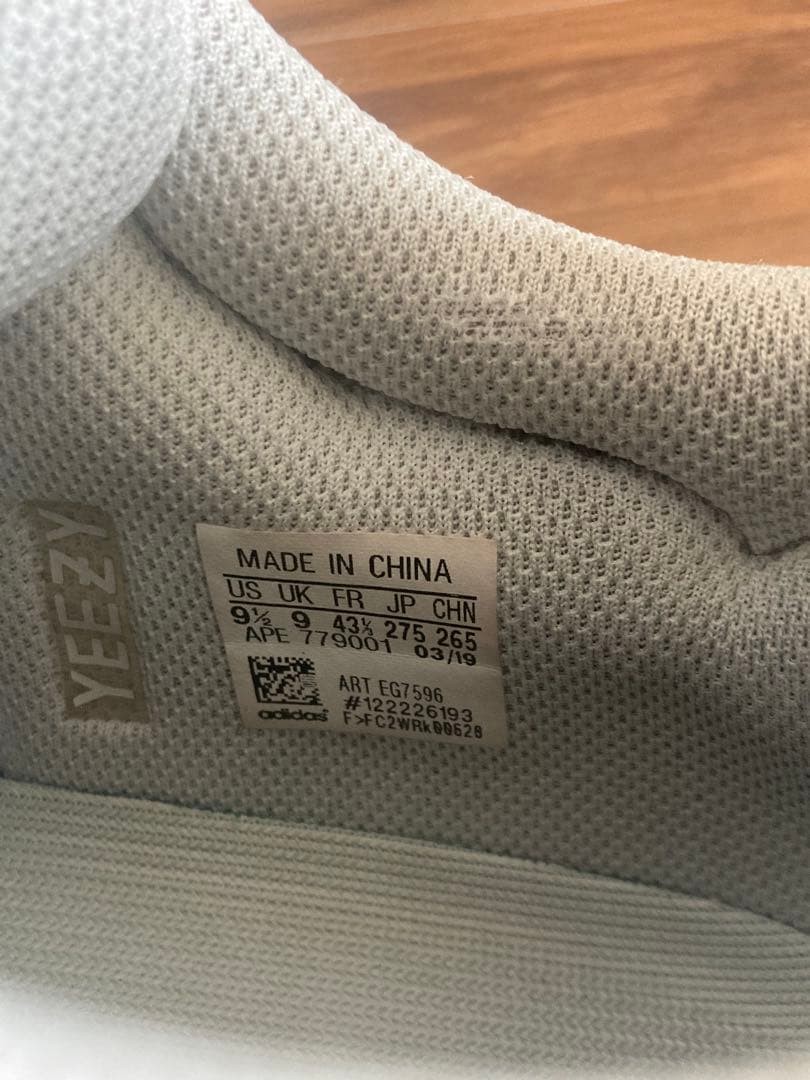 YEEZY
MADE IN CHINA
US UK FR JP CHN
9½ 9 43⅓ 275 265
APE 779001 03/19
ART EG7596
#122226193
adidas F>FC2WRk00628